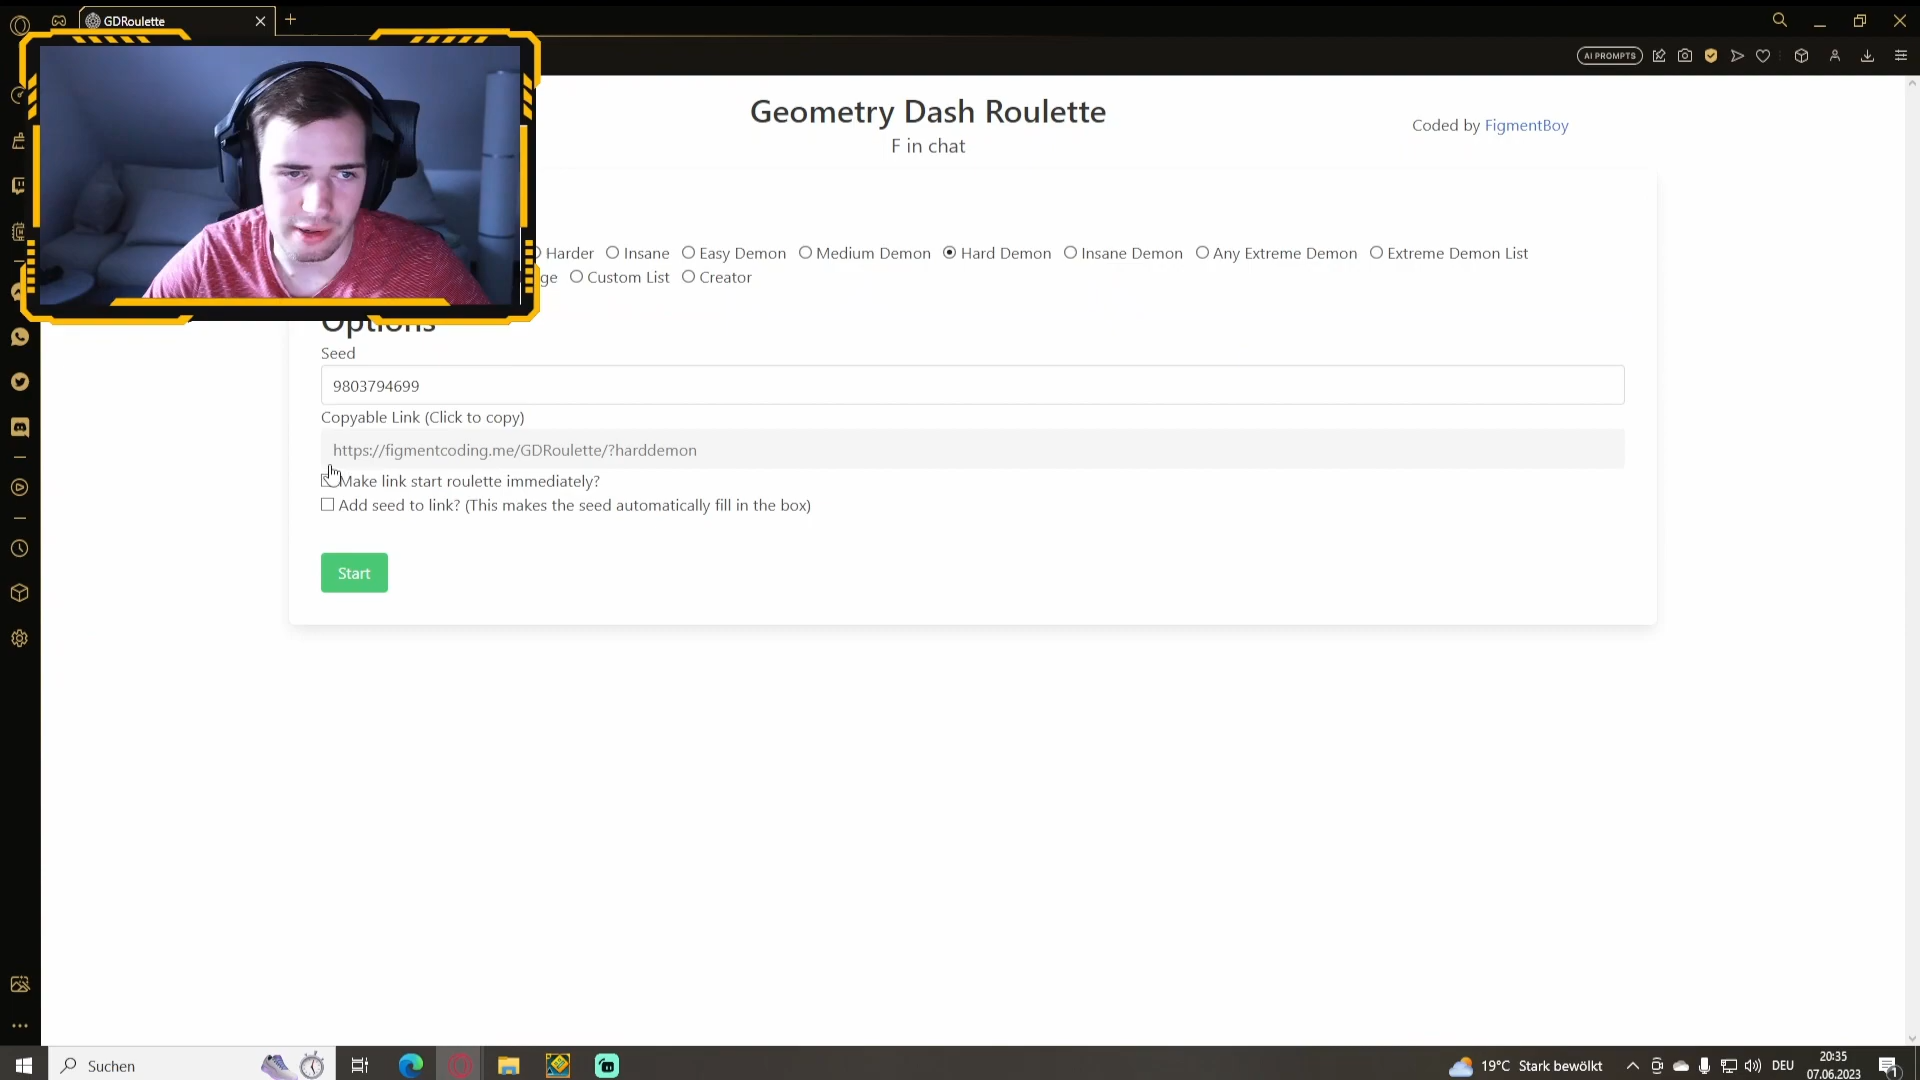 GDRoulette
AI PROMPTS
Geometry Dash Roulette
F in chat
Coded by FigmentBoy
Harder Insane Easy Demon Medium Demon Hard Demon Insane Demon Any Extreme Demon Extreme Demon List
ge Custom List Creator
Options
Seed
9803794699
Copyable Link (Click to copy)
https://figmentcoding.me/GDRoulette/?harddemon
Make link start roulette immediately?
Add seed to link? (This makes the seed automatically fill in the box)
Start
Suchen
19°C Stark bewölkt
DEU
20:35
07.06.2023
1